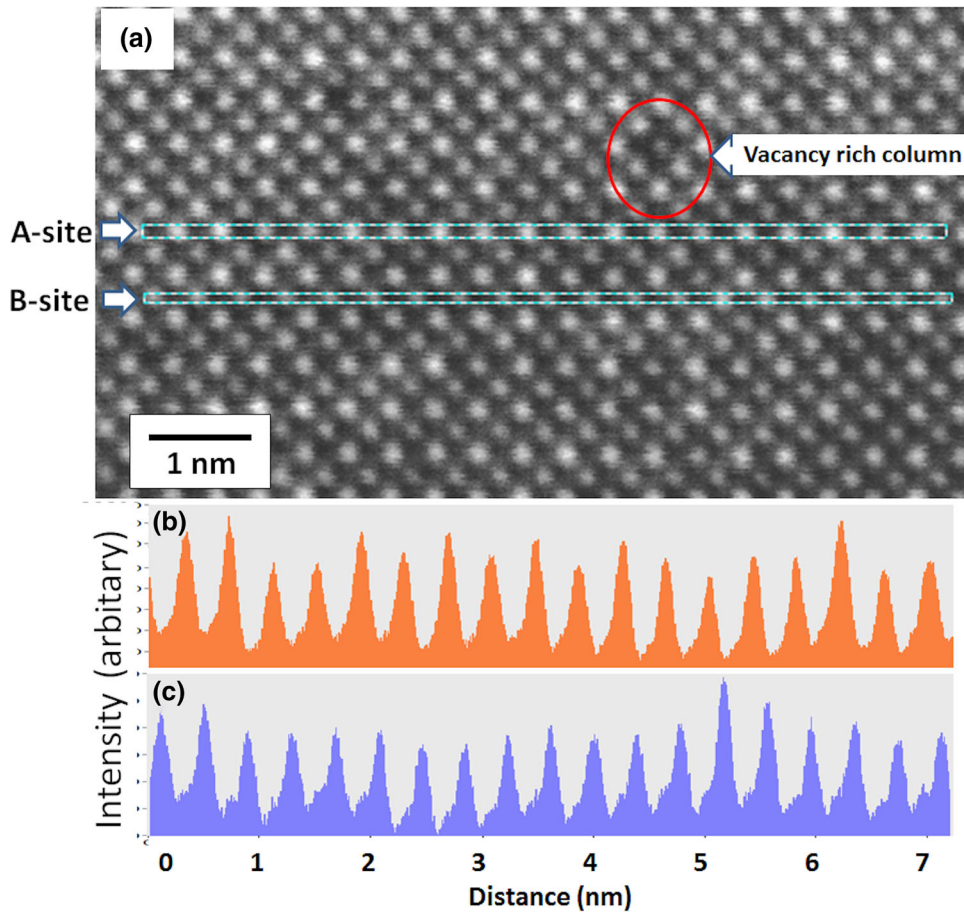 (a)
Vacancy rich column
A-site
B-site
1 nm
(b)
(c)
Intensity (arbitary)
0 1 2 3 4 5 6 7
Distance (nm)